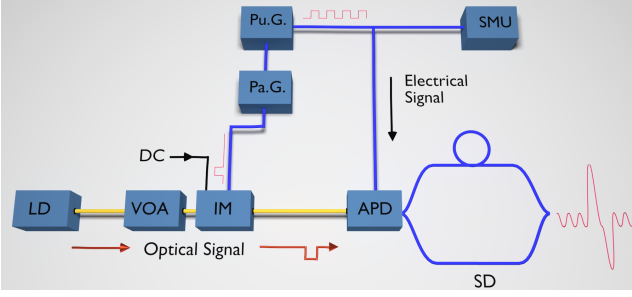 Pu.G.
SMU
Pa.G.
Electrical
Signal
DC
LD
VOA
IM
APD
Optical Signal
SD